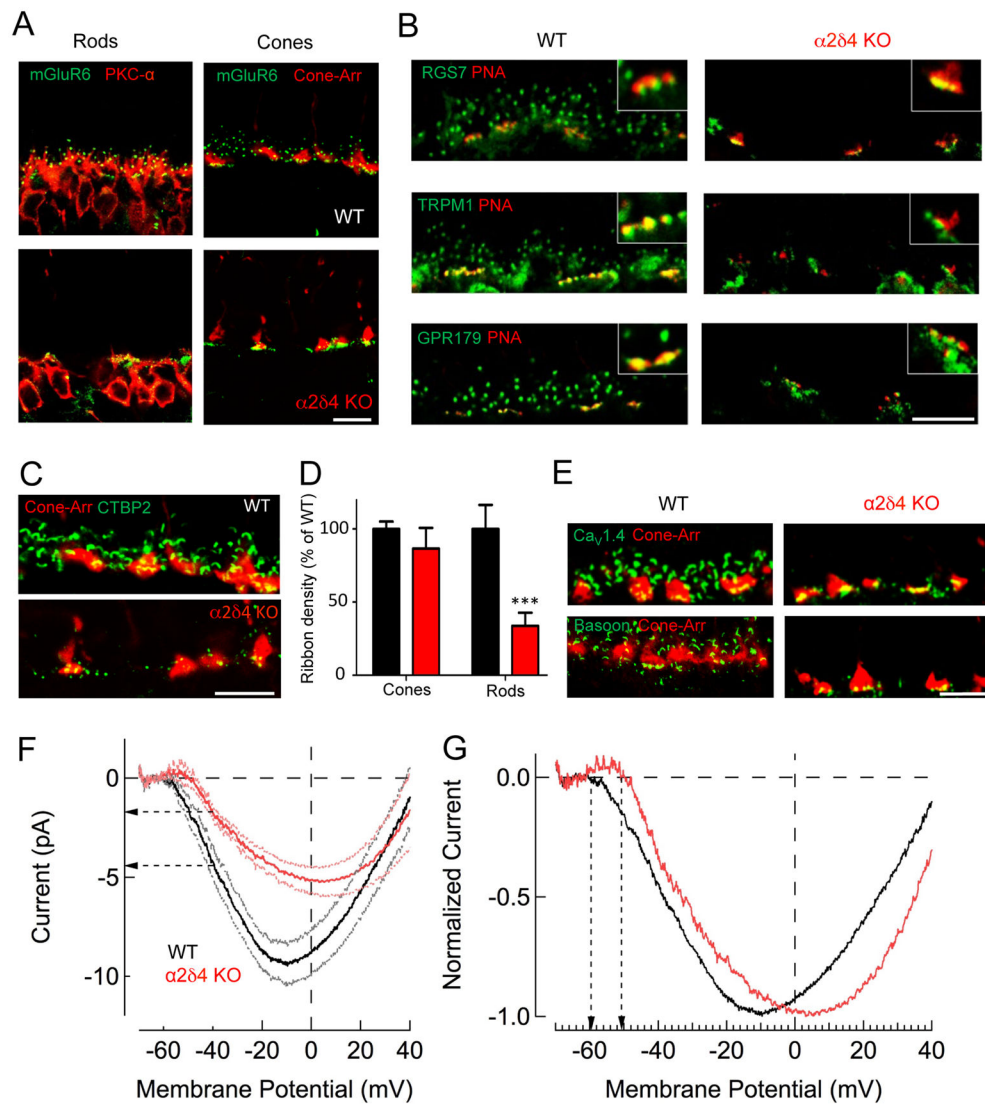 A
Rods
Cones
mGluR6 PKC-α
mGluR6 Cone-Arr
WT
α2δ4 KO
B
WT
α2δ4 KO
RGS7 PNA
TRPM1 PNA
GPR179 PNA
C
Cone-Arr CTBP2
WT
α2δ4 KO
D
Ribbon density (% of WT)
100
50
0
***
Cones
Rods
E
WT
α2δ4 KO
Cav1.4 Cone-Arr
Basoon Cone-Arr
F
Current (pA)
0
-5
-10
WT
α2δ4 KO
-60 -40 -20 0 20 40
Membrane Potential (mV)
G
Normalized Current
0.0
-0.5
-1.0
-60 -40 -20 0 20 40
Membrane Potential (mV)